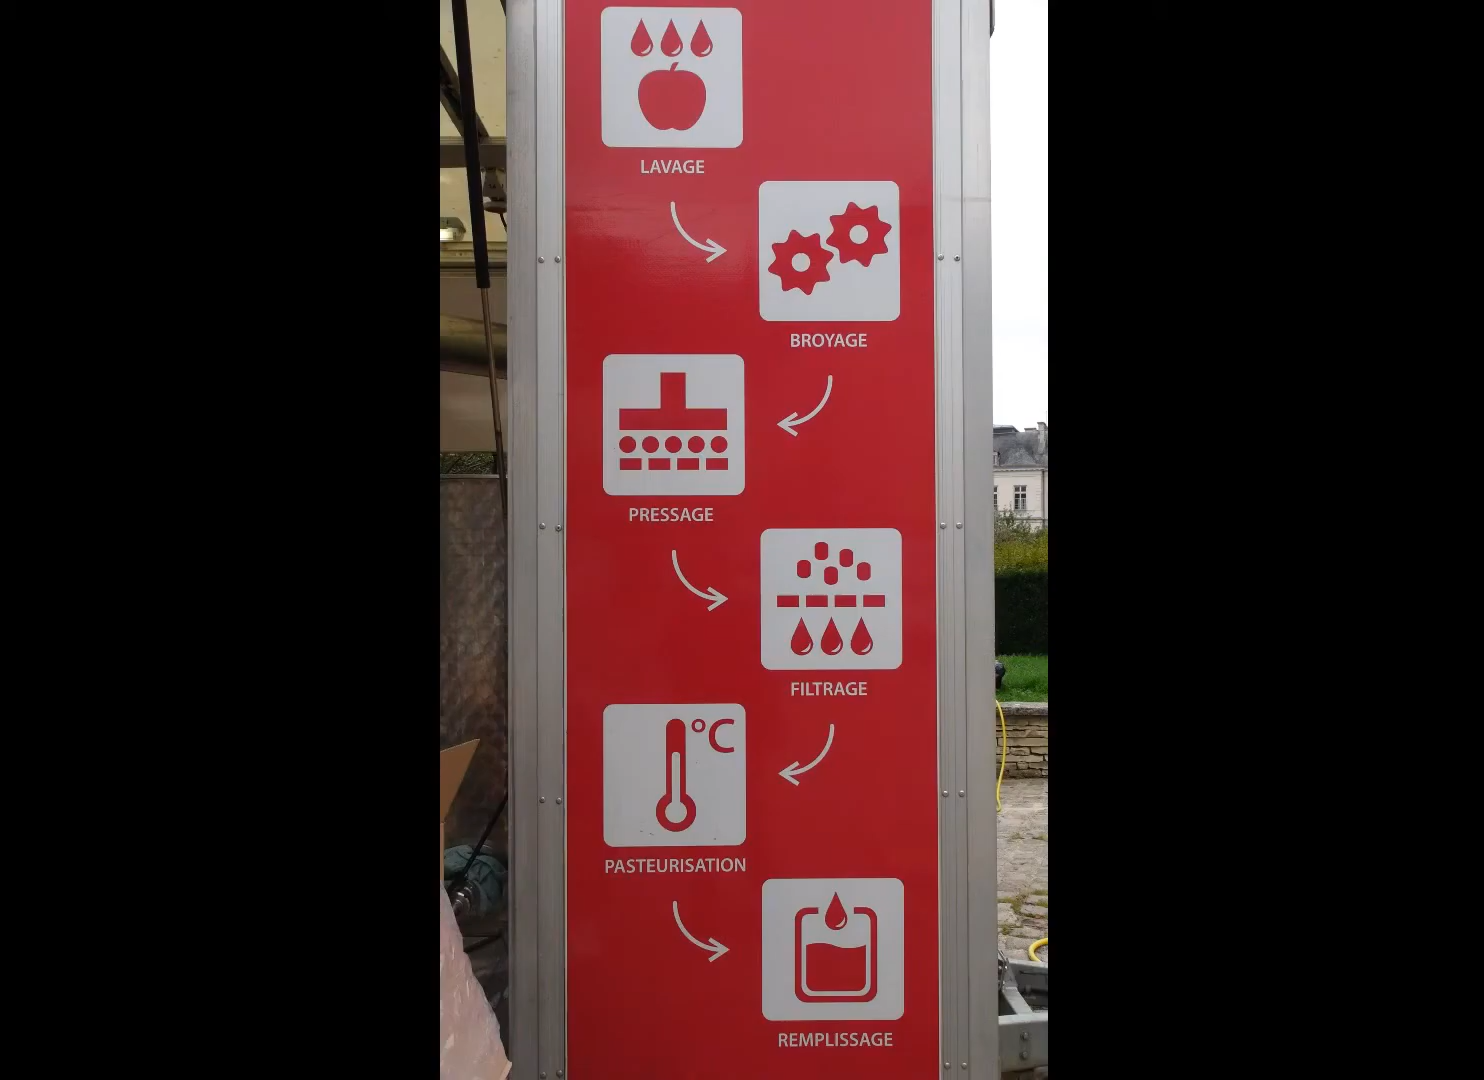 LAVAGE
BROYAGE
PRESSAGE
FILTRAGE
°C
PASTEURISATION
REMPLISSAGE